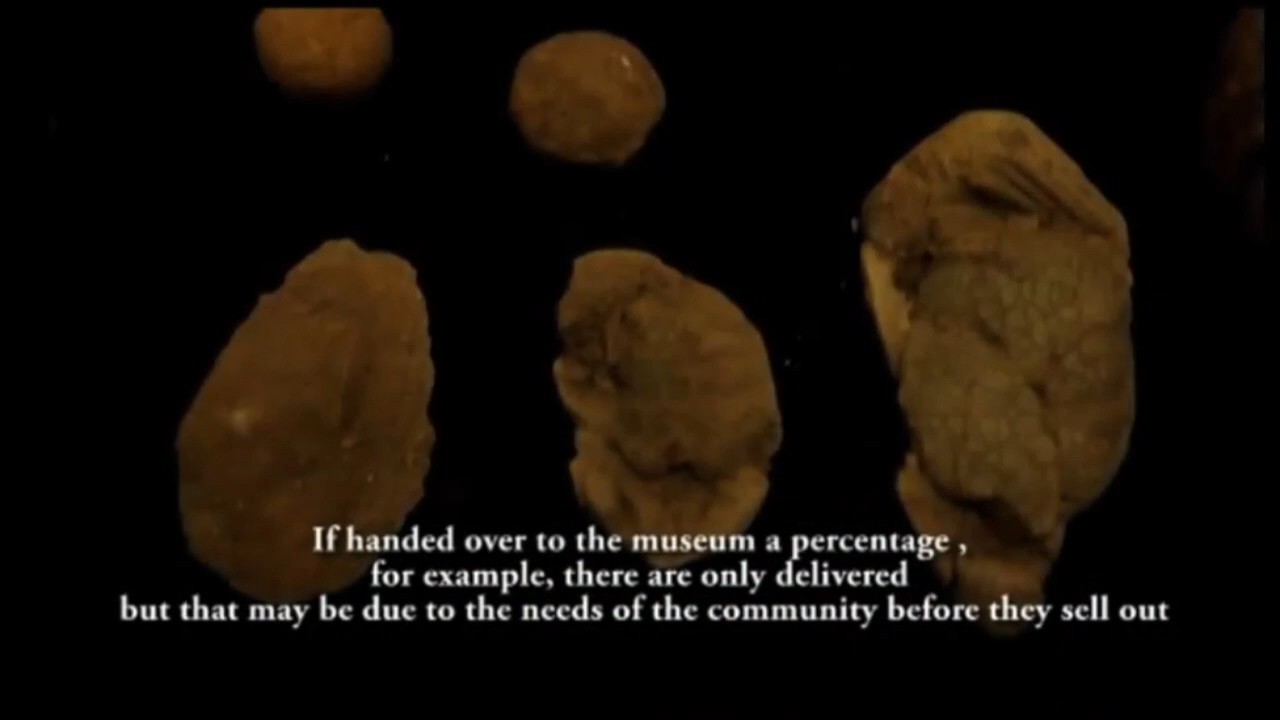 If handed over to the museum a percentage ,
for example, there are only delivered
but that may be due to the needs of the community before they sell out